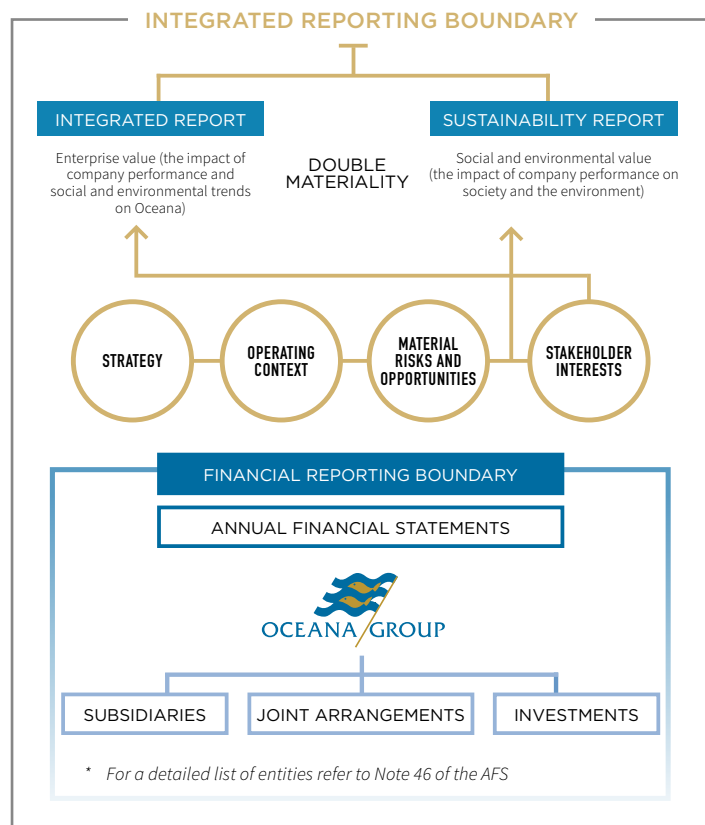 INTEGRATED REPORTING BOUNDARY
INTEGRATED REPORT
Enterprise value (the impact of
company performance and
social and environmental trends
on Oceana)
DOUBLE
MATERIALITY
SUSTAINABILITY REPORT
Social and environmental value
(the impact of company performance on
society and the environment)
STRATEGY
OPERATING
CONTEXT
MATERIAL
RISKS AND
OPPORTUNITIES
STAKEHOLDER
INTERESTS
FINANCIAL REPORTING BOUNDARY
ANNUAL FINANCIAL STATEMENTS
OCEANA GROUP
SUBSIDIARIES
JOINT ARRANGEMENTS
INVESTMENTS
* For a detailed list of entities refer to Note 46 of the AFS